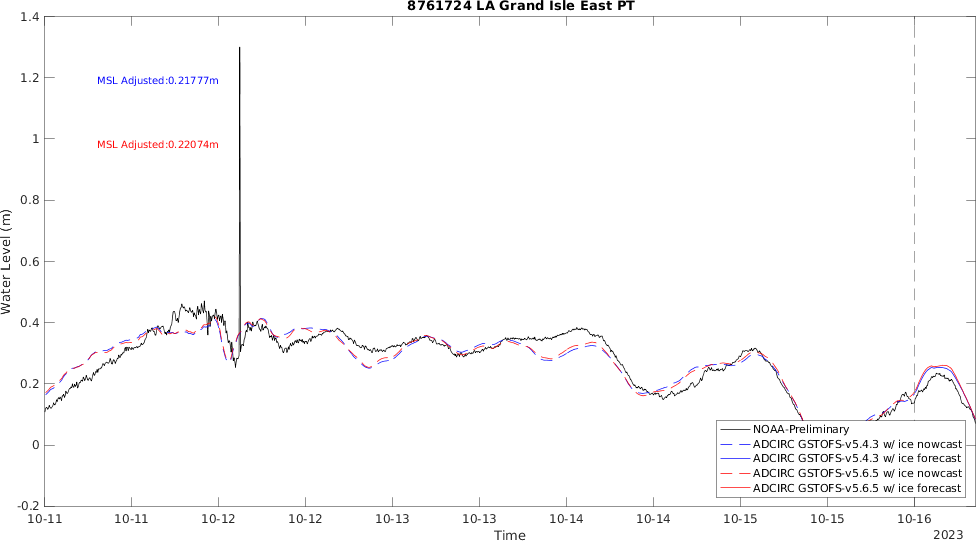 8761724 LA Grand Isle East PT
1.4
1.2
1
0.8
0.6
0.4
0.2
0
-0.2
Water Level (m)
MSL Adjusted:0.21777m
MSL Adjusted:0.22074m
NOAA-Preliminary
ADCIRC GSTOFS-v5.4.3 w/ ice nowcast
ADCIRC GSTOFS-v5.4.3 w/ ice forecast
ADCIRC GSTOFS-v5.6.5 w/ ice nowcast
ADCIRC GSTOFS-v5.6.5 w/ ice forecast
10-11 10-11 10-12 10-12 10-13 10-13 10-14 10-14 10-15 10-15 10-16
Time
2023